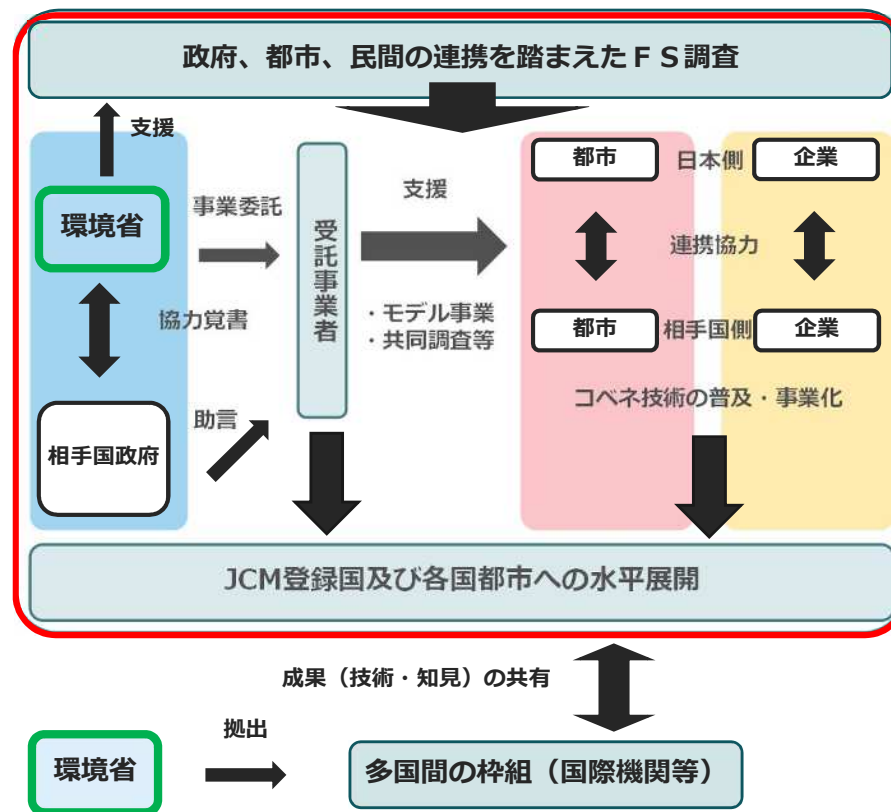 政府、都市、民間の連携を踏まえたＦＳ調査
支援
環境省
事業委託
協力覚書
相手国政府
助言
受託事業者
支援
・モデル事業
・共同調査等
都市
日本側
企業
連携協力
都市
相手国側
企業
コベネ技術の普及・事業化
JCM登録国及び各国都市への水平展開
成果（技術・知見）の共有
環境省
拠出
多国間の枠組（国際機関等）